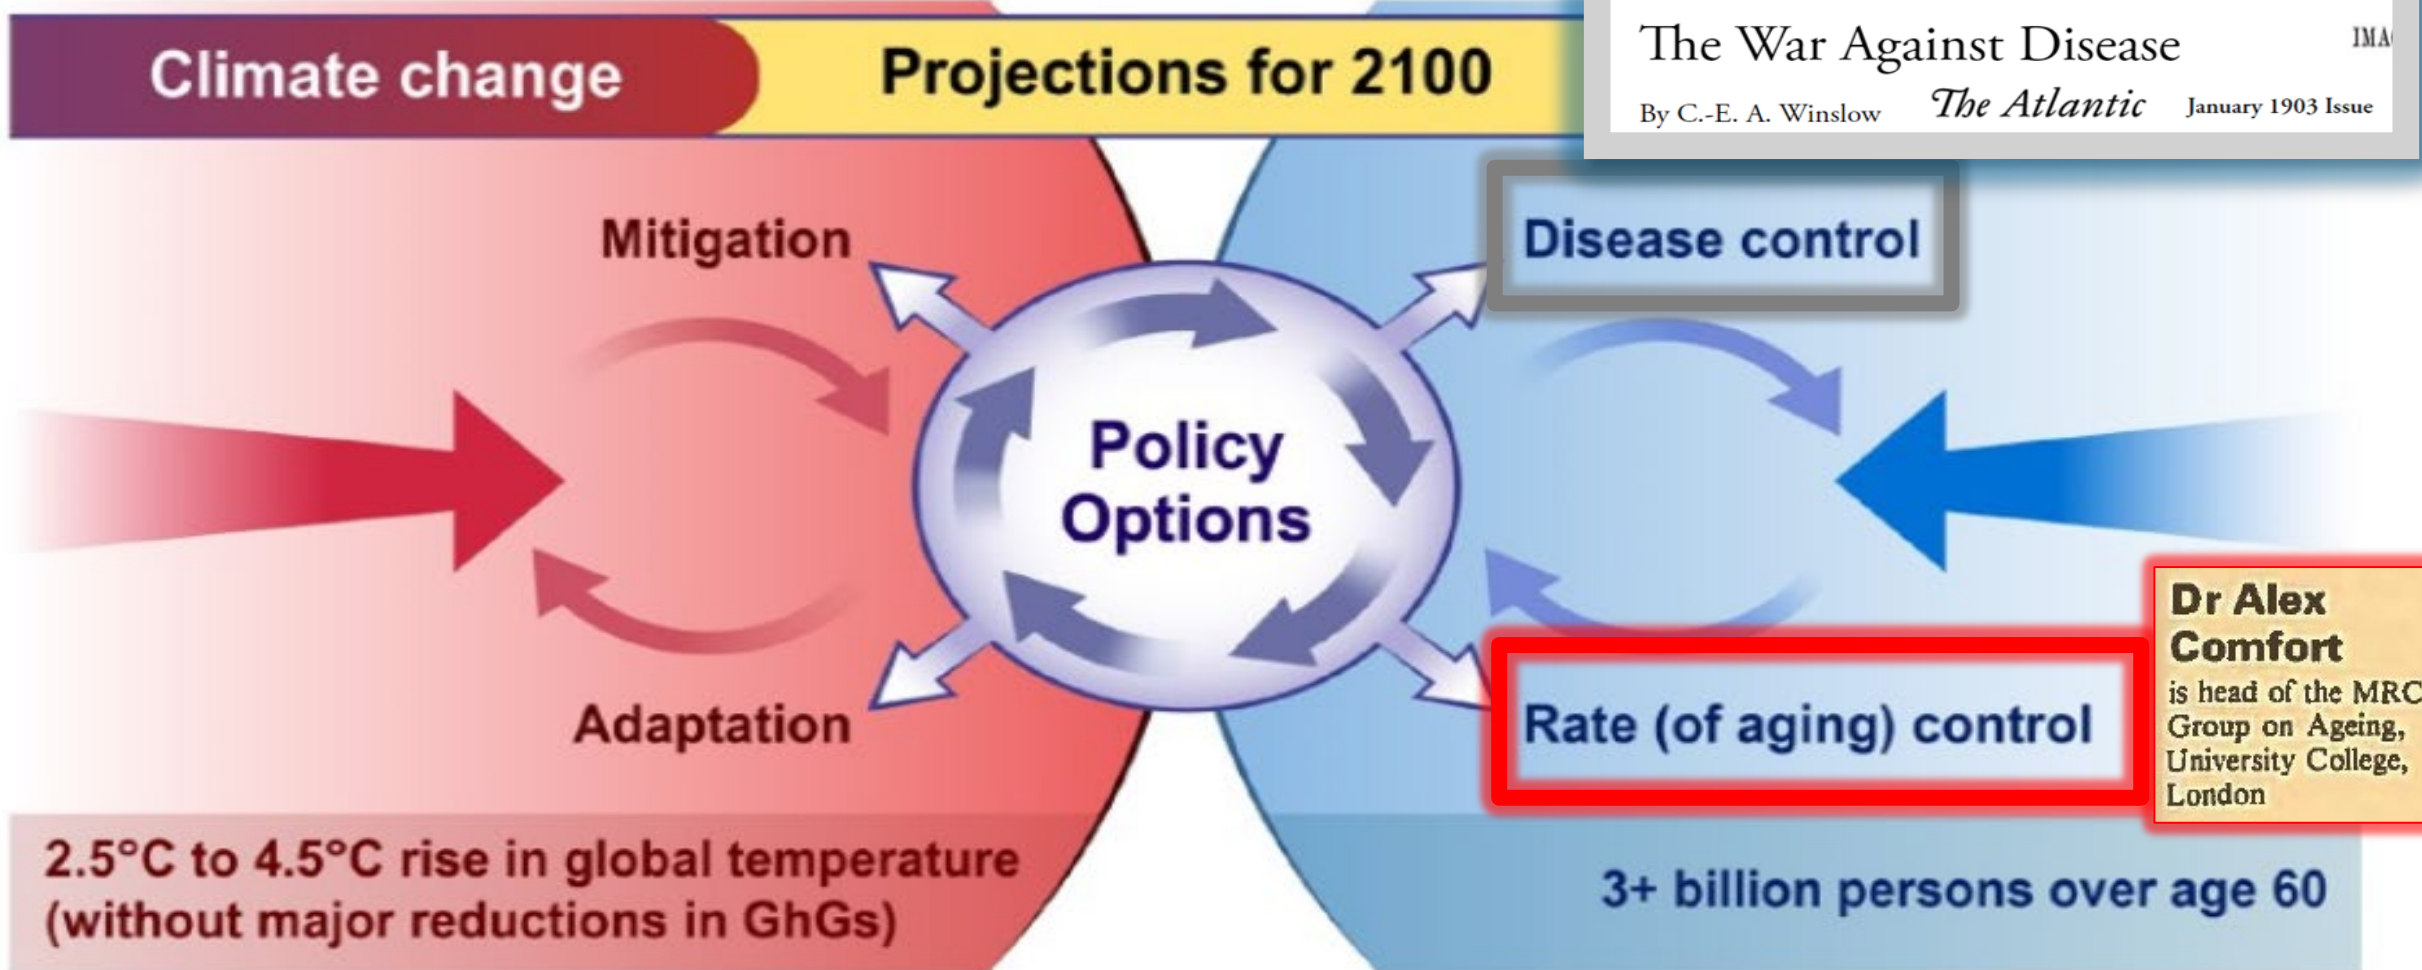 Climate change
Projections for 2100
The War Against Disease
By C.-E. A. Winslow The Atlantic January 1903 Issue
Mitigation
Disease control
Policy
Options
Adaptation
Rate (of aging) control
Dr Alex
Comfort
is head of the MRC
Group on Ageing,
University College,
London
2.5°C to 4.5°C rise in global temperature
(without major reductions in GhGs)
3+ billion persons over age 60